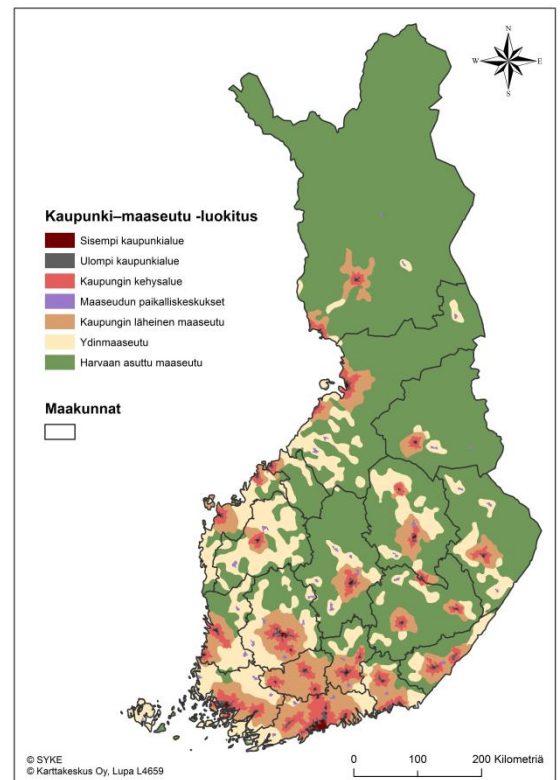 N
W E
S
Kaupunki–maaseutu -luokitus
Sisempi kaupunkialue
Ulompi kaupunkialue
Kaupungin kehysalue
Maaseudun paikalliskeskukset
Kaupungin läheinen maaseutu
Ydinmaaseutu
Harvaan asuttu maaseutu
Maakunnat
© SYKE
© Karttakeskus Oy, Lupa L4659
0 100 200 Kilometriä